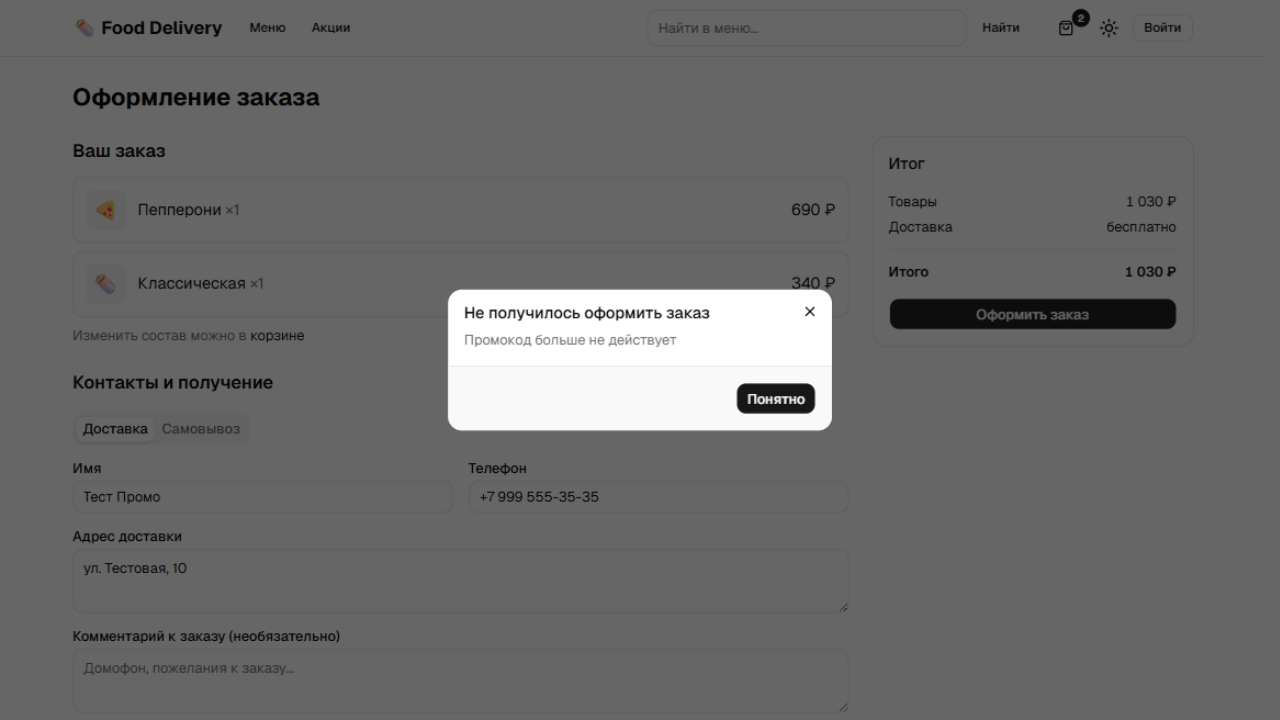 Food Delivery Меню Акции Найти в меню... Найти 2 Войти
Оформление заказа
Ваш заказ
Пепперони ×1 690 ₽
Классическая ×1 340 ₽
Изменить состав можно в корзине
Контакты и получение
Доставка Самовывоз
Имя Телефон
Тест Промо +7 999 555-35-35
Адрес доставки
ул. Тестовая, 10
Комментарий к заказу (необязательно)
Домофон, пожелания к заказу...
Итог
Товары 1 030 ₽
Доставка бесплатно
Итого 1 030 ₽
Оформить заказ
Не получилось оформить заказ
Промокод больше не действует
Понятно